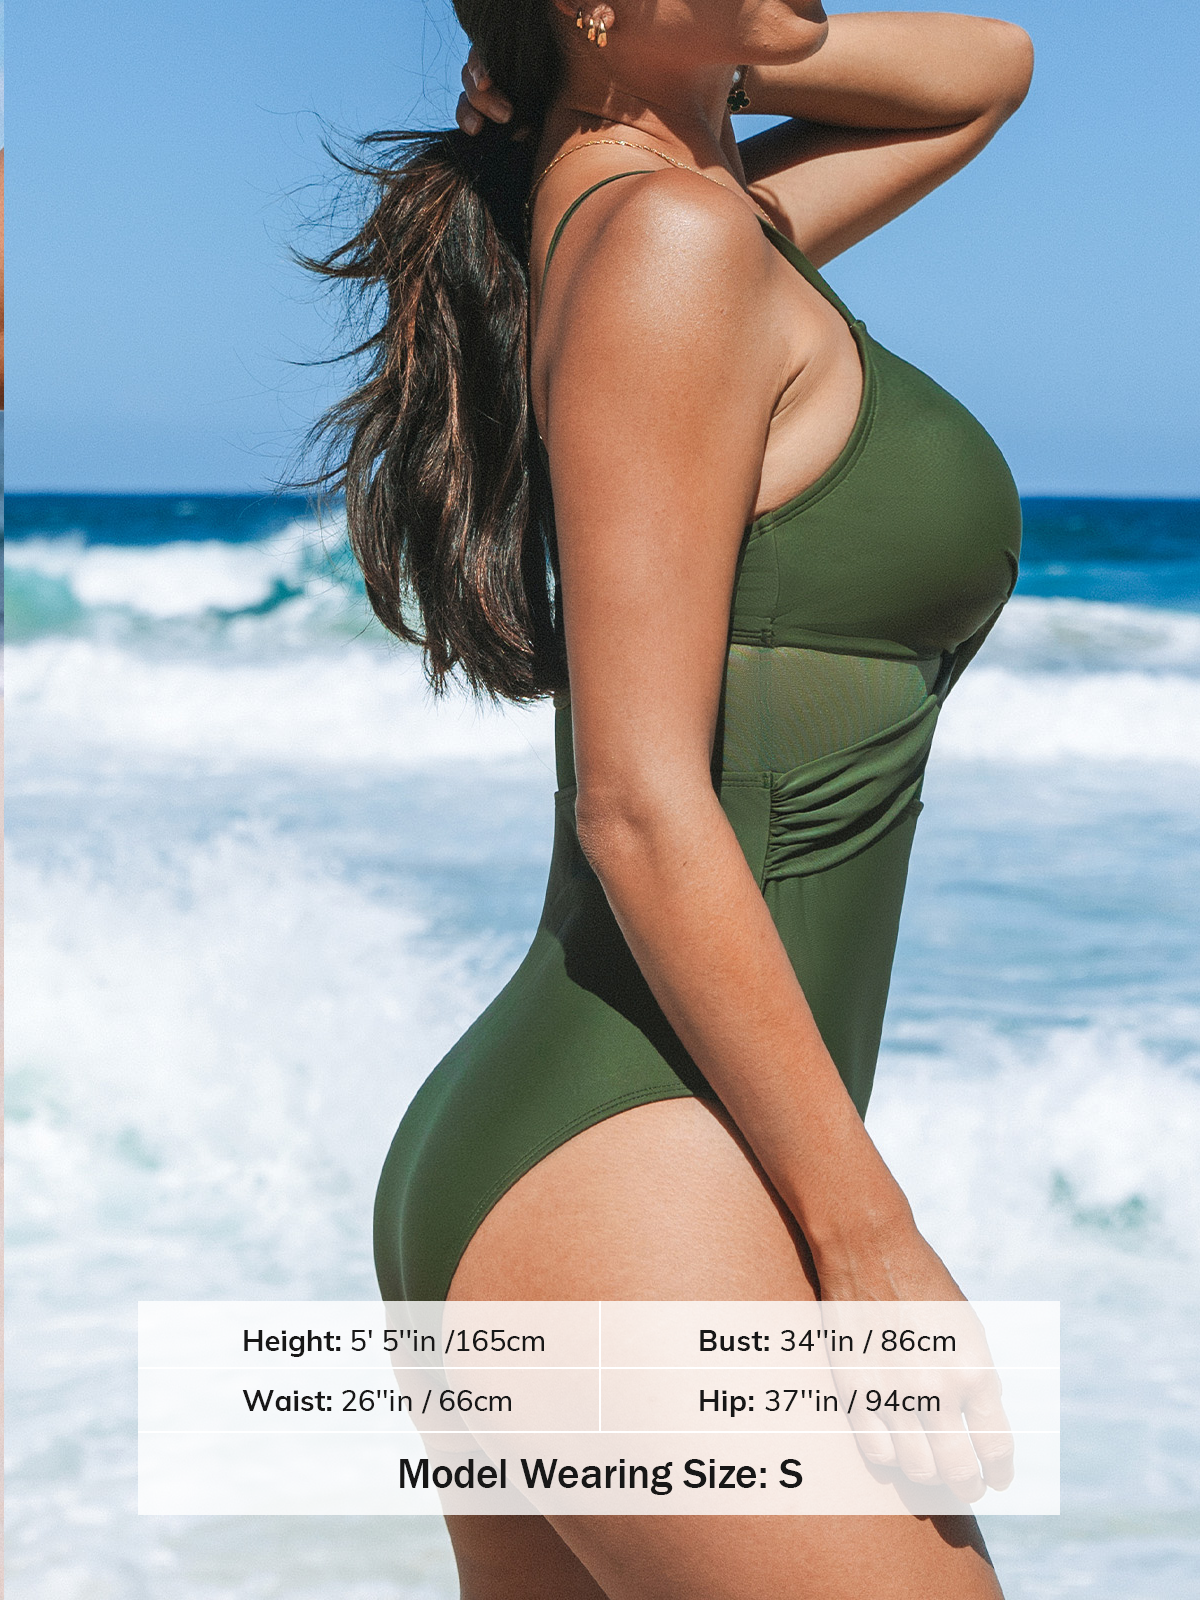 Height: 5' 5''in /165cm
Bust: 34''in / 86cm
Waist: 26''in / 66cm
Hip: 37''in / 94cm
Model Wearing Size: S